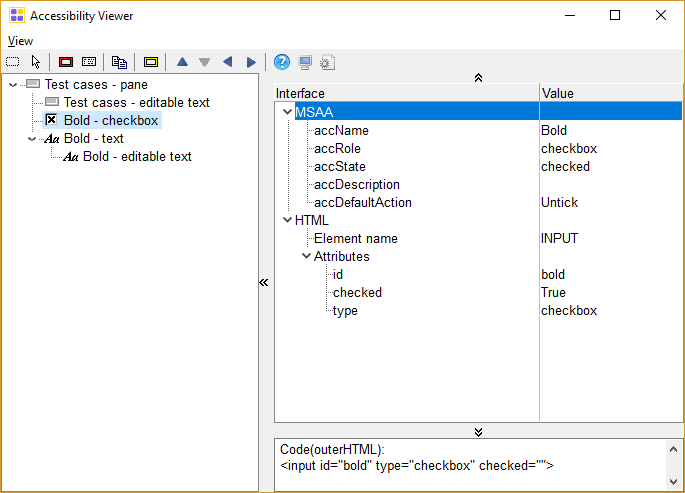 Accessibility Viewer
View
Test cases - pane
Test cases - editable text
Bold - checkbox
Bold - text
Bold - editable text
Interface Value
MSAA
accName Bold
accRole checkbox
accState checked
accDescription
accDefaultAction Untick
HTML
Element name INPUT
Attributes
id bold
checked True
type checkbox
Code(outerHTML):
<input id="bold" type="checkbox" checked="">